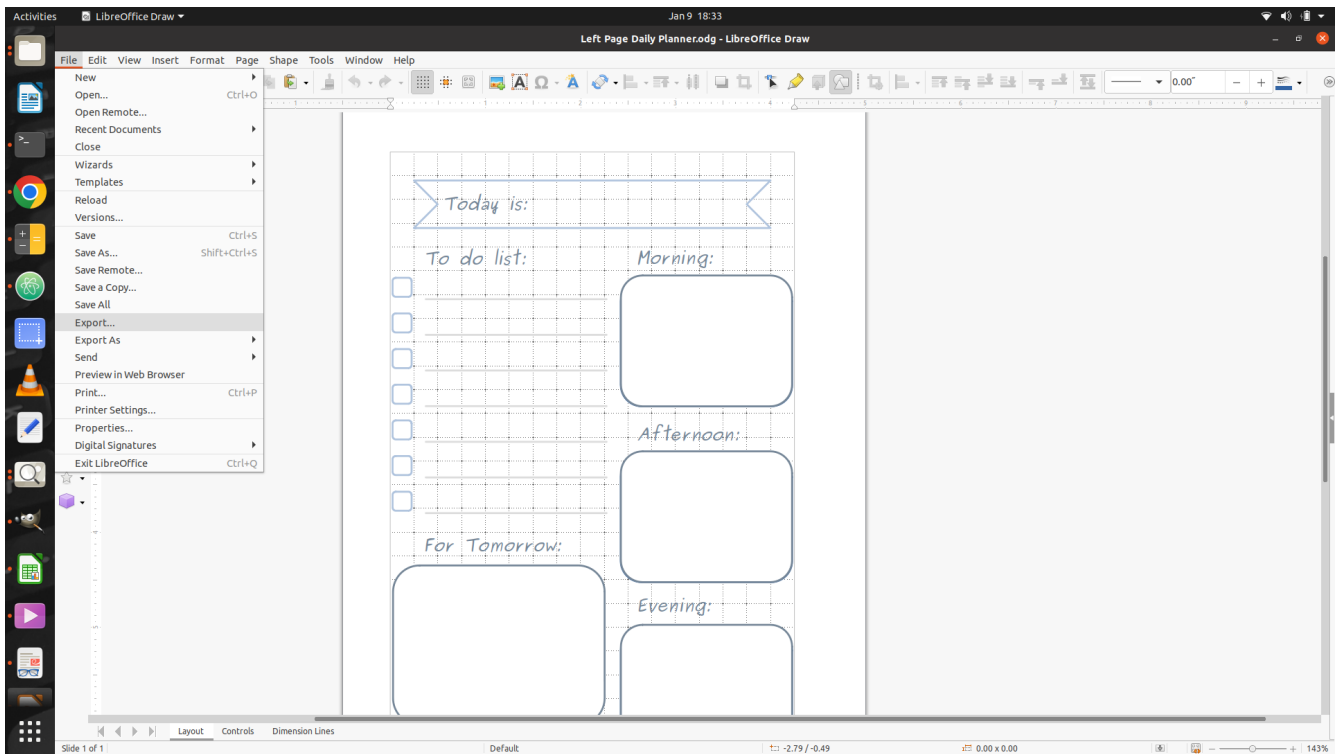 Activities LibreOffice Draw Jan 9 18:33
Left Page Daily Planner.odg - LibreOffice Draw
File Edit View Insert Format Page Shape Tools Window Help
New
Open... Ctrl+O
Open Remote...
Recent Documents
Close
Wizards
Templates
Reload
Versions...
Save Ctrl+S
Save As... Shift+Ctrl+S
Save Remote...
Save a Copy...
Save All
Export...
Export As
Send
Preview in Web Browser
Print... Ctrl+P
Printer Settings...
Properties...
Digital Signatures
Exit LibreOffice Ctrl+Q
0.00"
Today is:
To do list:
Morning:
Afternoon:
For Tomorrow:
Evening:
Layout Controls Dimension Lines
Slide 1 of 1 Default -2.79 / -0.49 0.00 x 0.00 143%